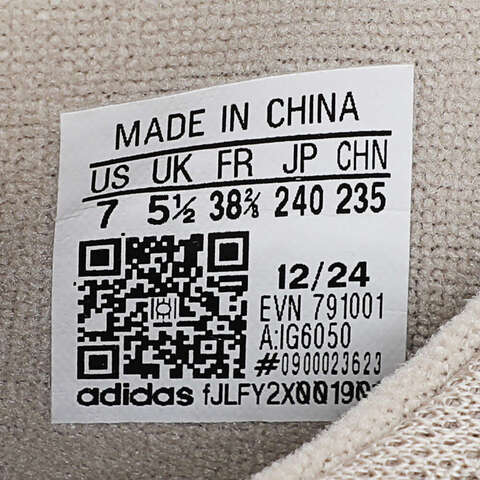 MADE IN CHINA
US UK FR JP CHN
7 5½ 38⅔ 240 235
12/24
EVN 791001
A:IG6050
#0900023623
adidas